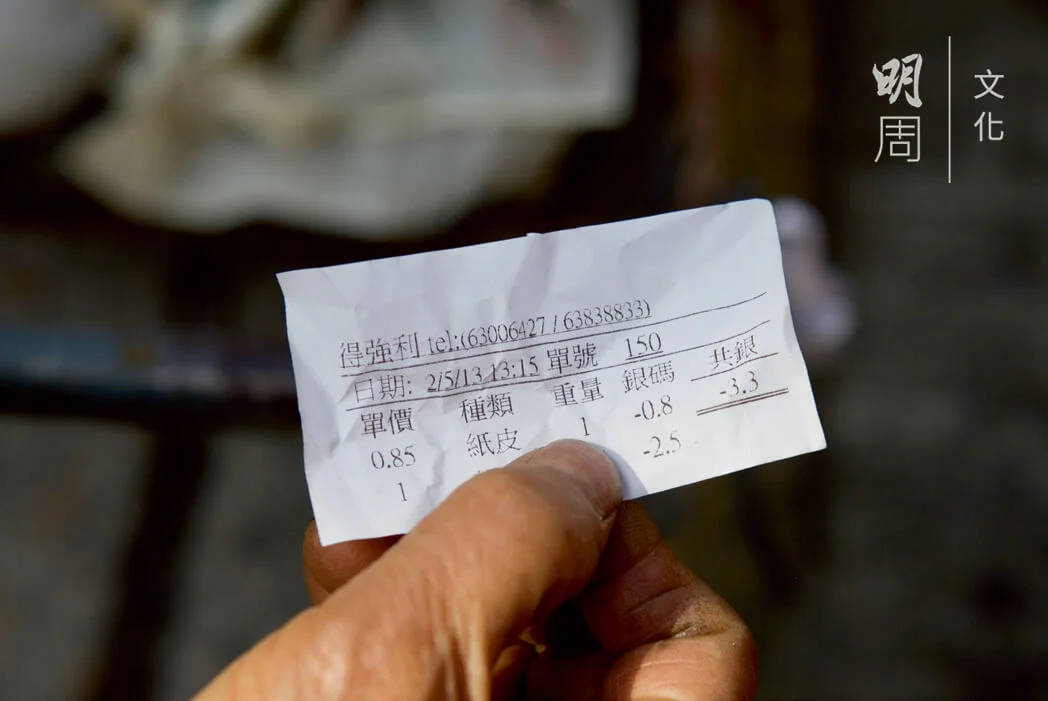 明周 文化
得強利 tel:(63006427 / 63838833)
日期: 2/5/13 13:15 單號 150
單價 種類 重量 銀碼 共銀
0.85 紙皮 1 -0.8 -3.3
1 -2.5